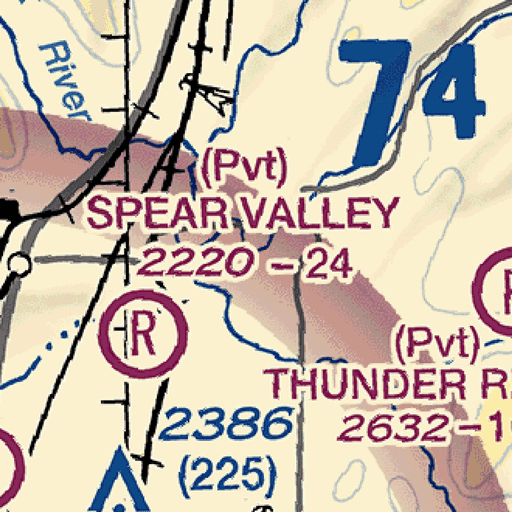 River
74
(Pvt)
SPEAR VALLEY
2220 – 24
R
(Pvt)
THUNDER
2632–1
2386
(225)